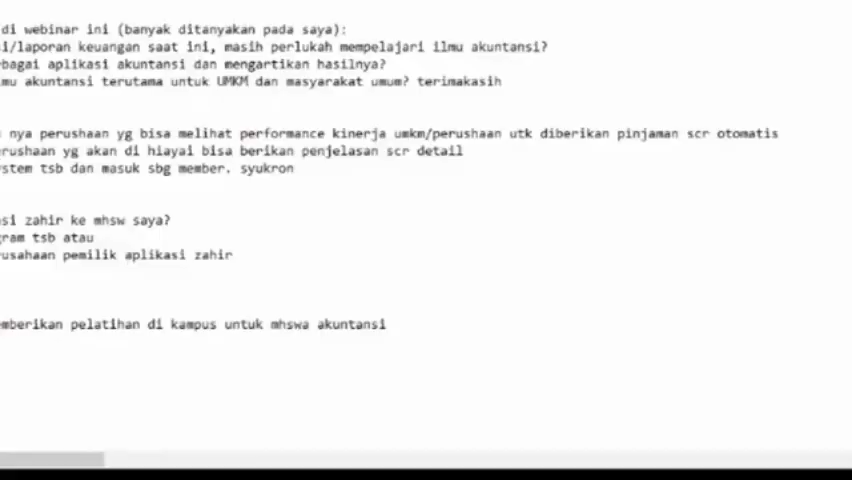 di webinar ini (banyak ditanyakan pada saya):
i/laporan keuangan saat ini, masih perlukah mempelajari ilmu akuntansi?
bagai aplikasi akuntansi dan mengartikan hasilnya?
mu akuntansi terutama untuk UMKM dan masyarakat umum? terimakasih
nya perushaan yg bisa melihat performance kinerja umkm/perushaan utk diberikan pinjaman scr otomatis
erushaan yg akan di hiayai bisa berikan penjelasan scr detail
stem tsb dan masuk sbg member. syukron
si zahir ke mhsw saya?
gram tsb atau
usahaan pemilik aplikasi zahir
mberikan pelatihan di kampus untuk mhswa akuntansi